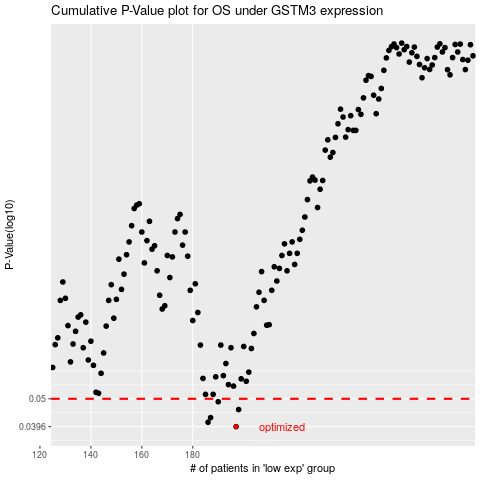 Cumulative P-Value plot for OS under GSTM3 expression
P-Value(log10)
0.05
0.0396
optimized
120 140 160 180
# of patients in 'low exp' group